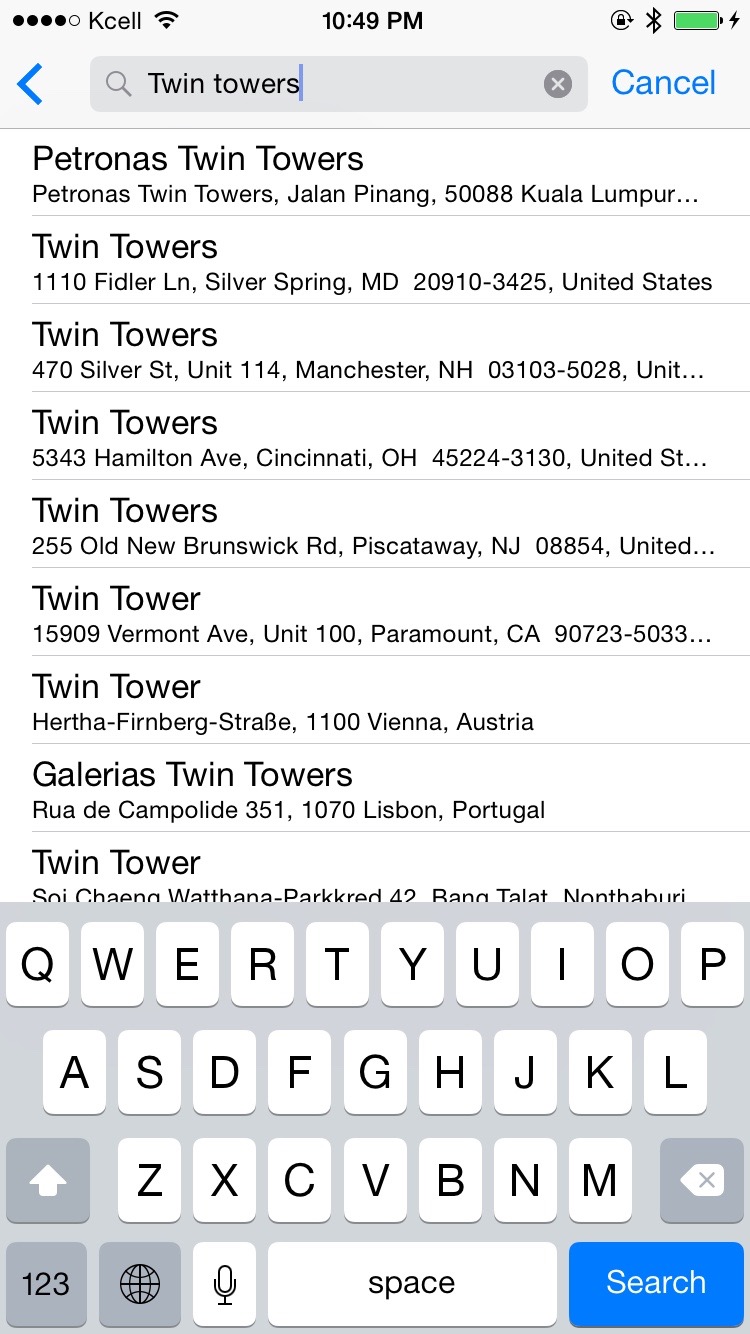 Kcell 10:49 PM
Twin towers Cancel
Petronas Twin Towers
Petronas Twin Towers, Jalan Pinang, 50088 Kuala Lumpur…
Twin Towers
1110 Fidler Ln, Silver Spring, MD  20910-3425, United States
Twin Towers
470 Silver St, Unit 114, Manchester, NH  03103-5028, Unit…
Twin Towers
5343 Hamilton Ave, Cincinnati, OH  45224-3130, United St…
Twin Towers
255 Old New Brunswick Rd, Piscataway, NJ  08854, United…
Twin Tower
15909 Vermont Ave, Unit 100, Paramount, CA  90723-5033…
Twin Tower
Hertha-Firnberg-Straße, 1100 Vienna, Austria
Galerias Twin Towers
Rua de Campolide 351, 1070 Lisbon, Portugal
Twin Tower
Soi Chaeng Watthana-Parkkred 42, Bang Talat, Nonthaburi
Q W E R T Y U I O P
A S D F G H J K L
Z X C V B N M
123 space Search